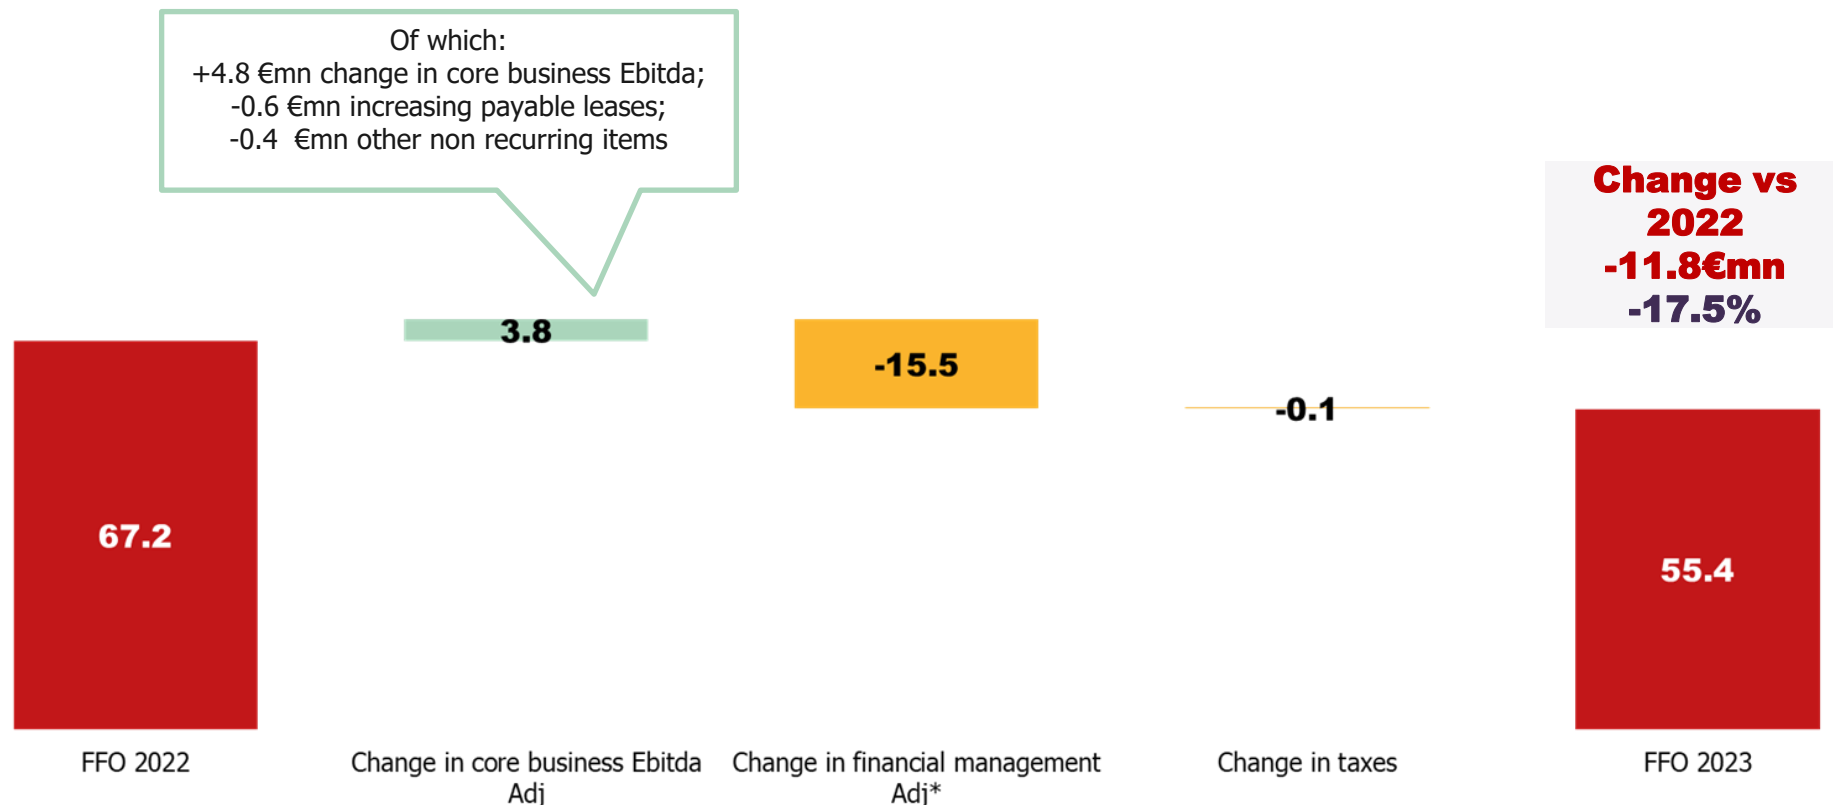 Of which:
+4.8 €mn change in core business Ebitda;
-0.6 €mn increasing payable leases;
-0.4 €mn other non recurring items
Change vs
2022
-11.8€mn
-17.5%
3.8
-15.5
-0.1
67.2
55.4
FFO 2022
Change in core business Ebitda
Adj
Change in financial management
Adj*
Change in taxes
FFO 2023